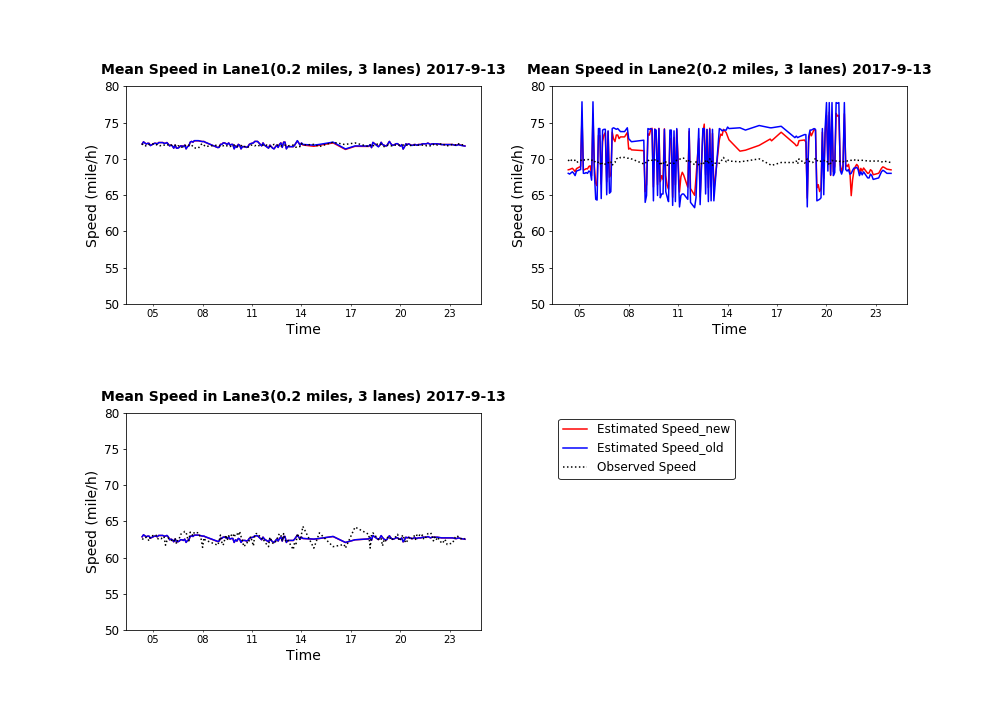 Mean Speed in Lane1(0.2 miles, 3 lanes) 2017-9-13
80
75
70
65
60
55
50
Speed (mile/h)
05 08 11 14 17 20 23
Time
Mean Speed in Lane2(0.2 miles, 3 lanes) 2017-9-13
80
75
70
65
60
55
50
Speed (mile/h)
05 08 11 14 17 20 23
Time
Mean Speed in Lane3(0.2 miles, 3 lanes) 2017-9-13
80
75
70
65
60
55
50
Speed (mile/h)
05 08 11 14 17 20 23
Time
Estimated Speed_new
Estimated Speed_old
Observed Speed